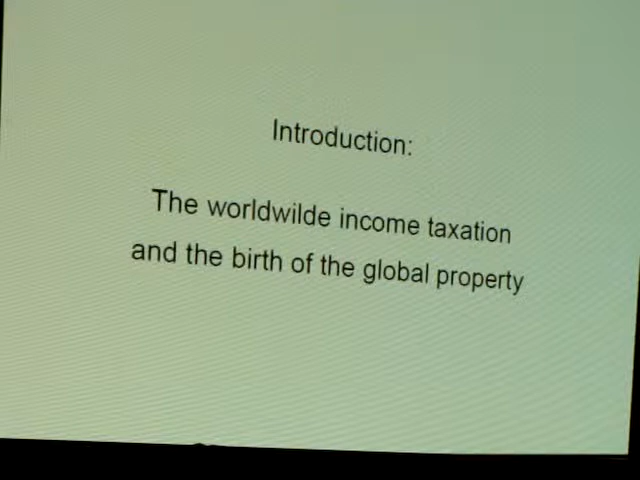 Introduction:
The worldwilde income taxation
and the birth of the global property